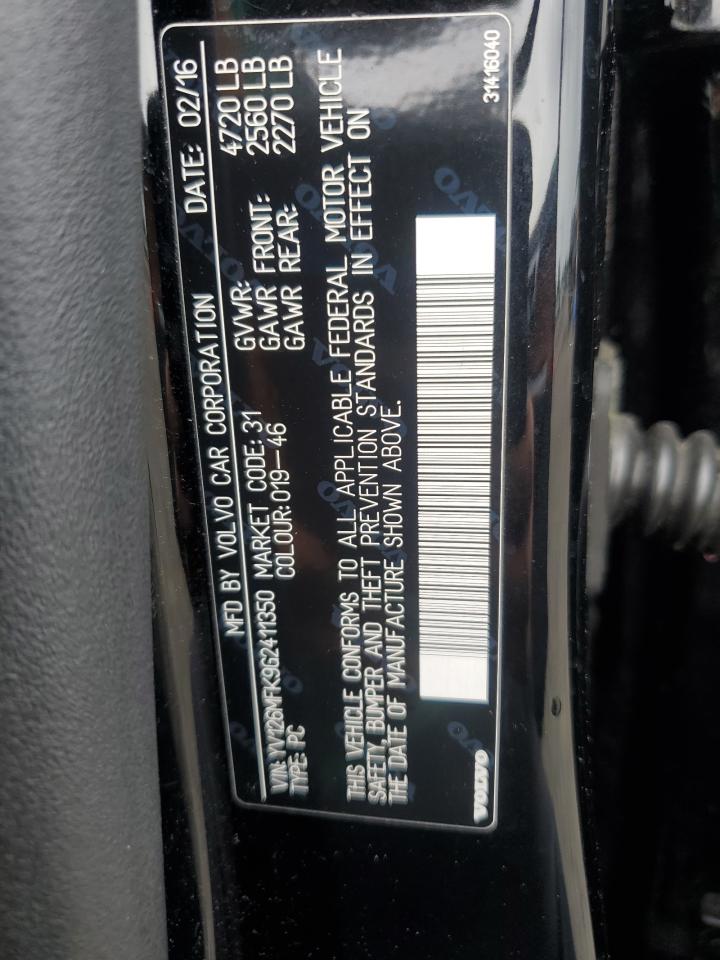 MFD BY VOLVO CAR CORPORATION DATE: 02/16
VIN: YV126MFK9G2411350 MARKET CODE: 31 GVWR: 4720 LB
TYPE: PC COLOUR: 019-46 GAWR FRONT: 2560 LB
GAWR REAR: 2270 LB
THIS VEHICLE CONFORMS TO ALL APPLICABLE FEDERAL MOTOR VEHICLE
SAFETY, BUMPER AND THEFT PREVENTION STANDARDS IN EFFECT ON
THE DATE OF MANUFACTURE SHOWN ABOVE.
VOLVO 31416040